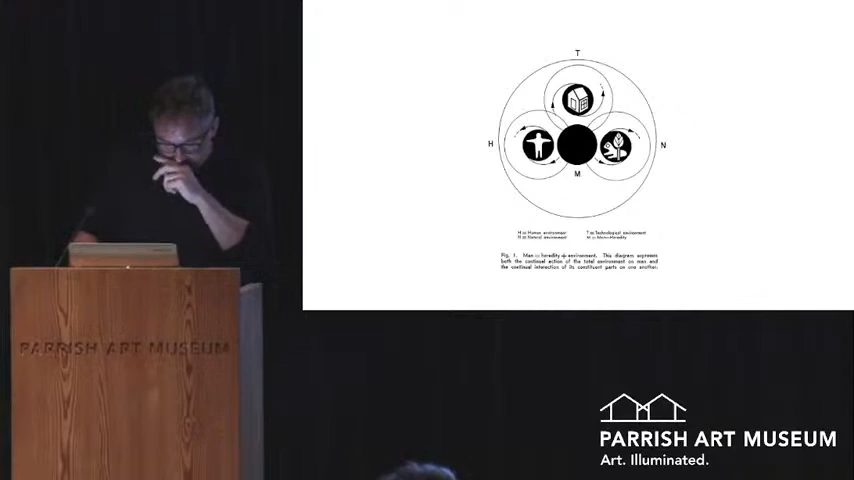 T
H
N
M
H = Human environment
T = Technological environment
N = Natural environment
M = Man—Heredity
Fig. 1. Man = heredity + environment. This diagram expresses
both the continual action of the total environment on man and
the continual interaction of its constituent parts on one another.
PARRISH ART MUSEUM
PARRISH ART MUSEUM
Art. Illuminated.